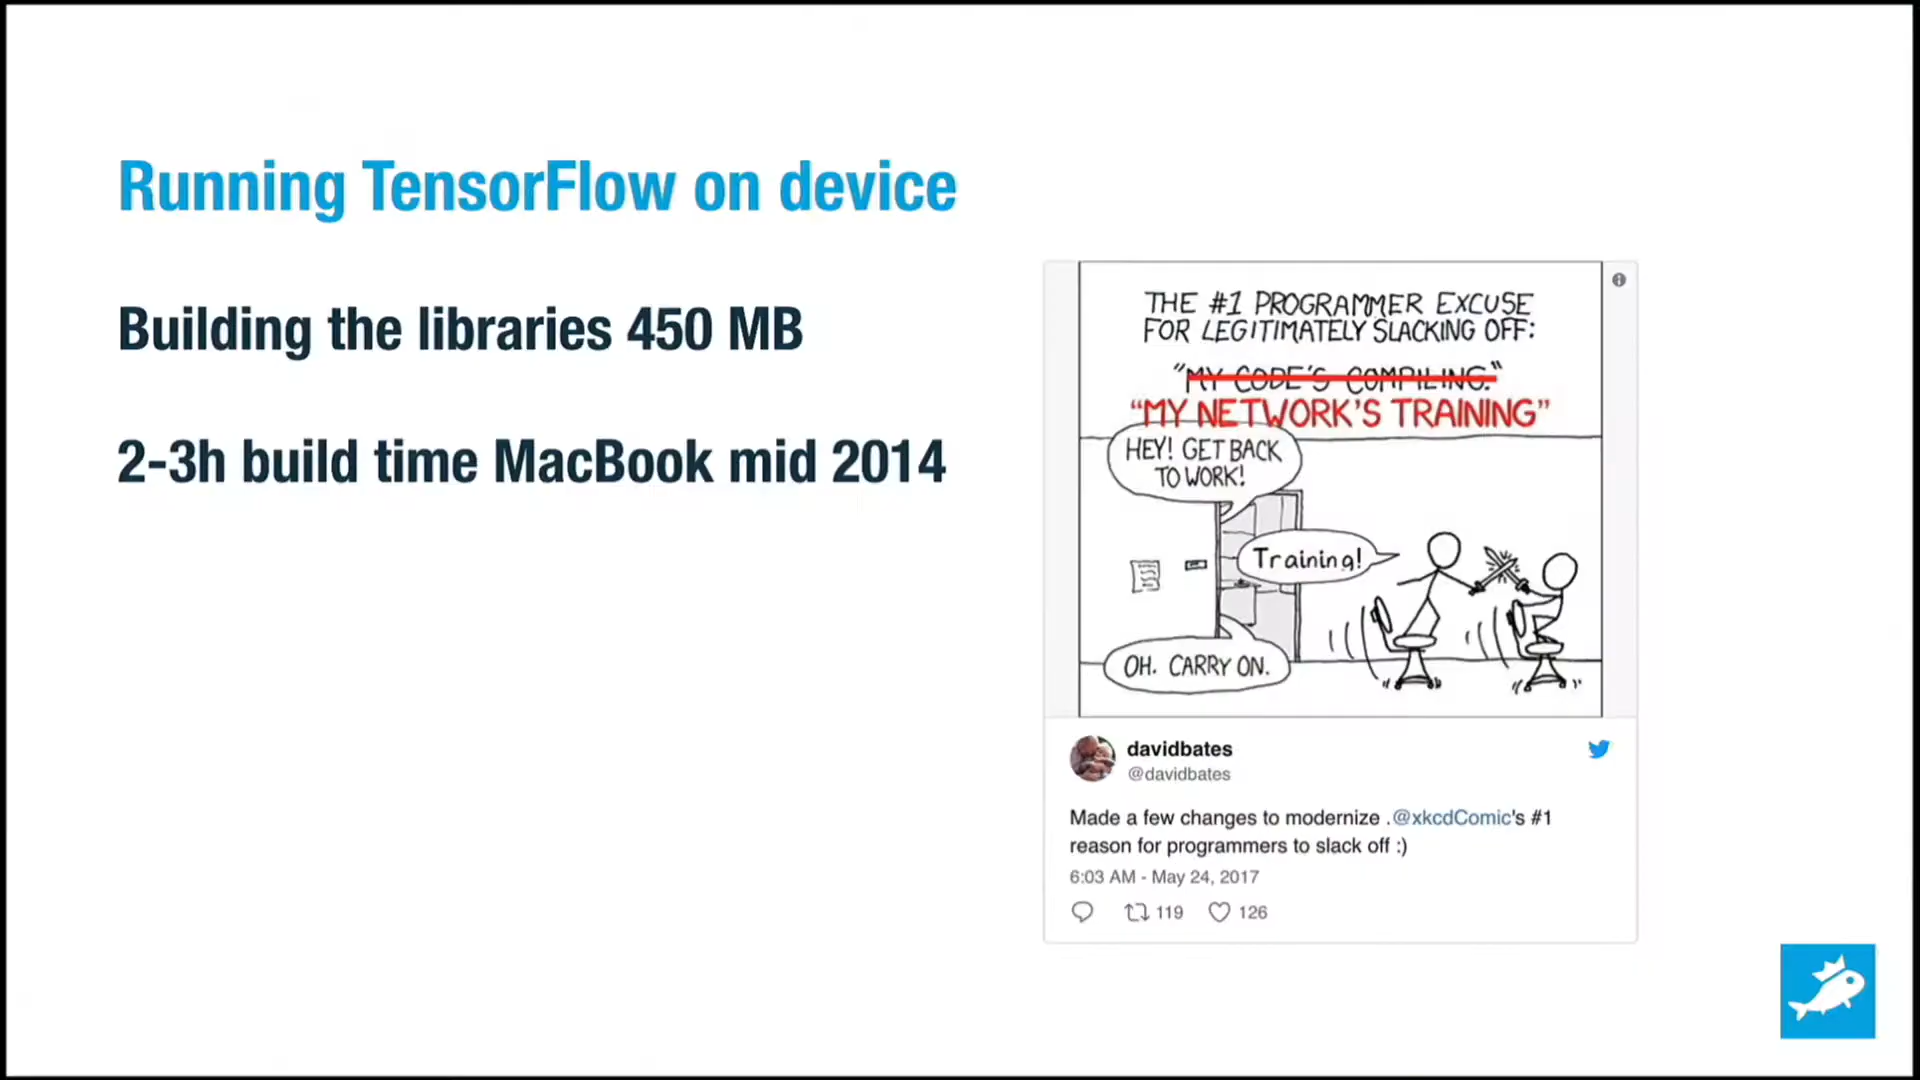 Running TensorFlow on device
Building the libraries 450 MB
2-3h build time MacBook mid 2014
THE #1 PROGRAMMER EXCUSE
FOR LEGITIMATELY SLACKING OFF:
"MY CODE'S COMPILING."
"MY NETWORK'S TRAINING"
HEY! GET BACK
TO WORK!
Training!
OH. CARRY ON.
davidbates
@davidbates
Made a few changes to modernize .@xkcdComic's #1
reason for programmers to slack off :)
6:03 AM - May 24, 2017
119 126